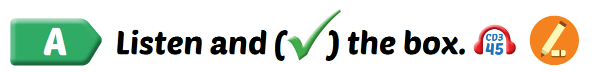 A Listen and (✓) the box. CD3 45